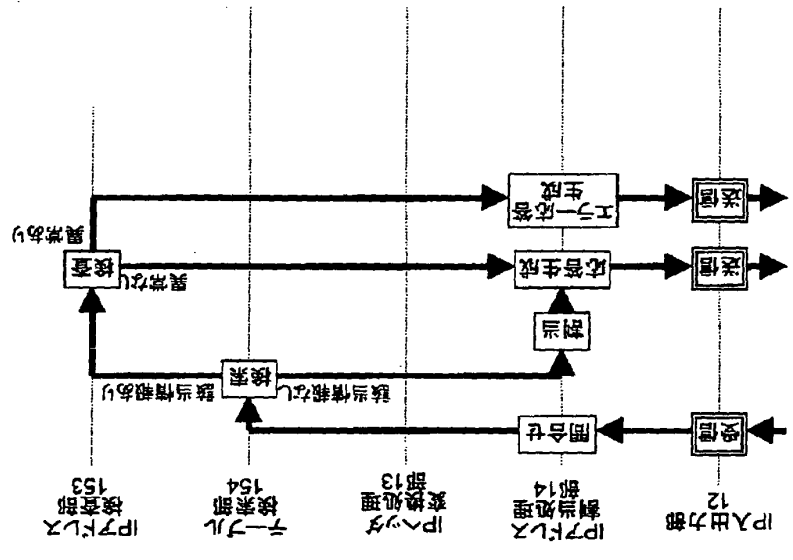 IP入出力部
12
IPアドレス
割当処理
部14
IPヘッダ
変換処理
部13
テーブル
検索部
154
IPアドレス
検査部
153
受信
問合せ
検索
該当情報なし
該当情報あり
割当
検査
異常なし
応答生成
送信
異常あり
エラー応答
生成
送信